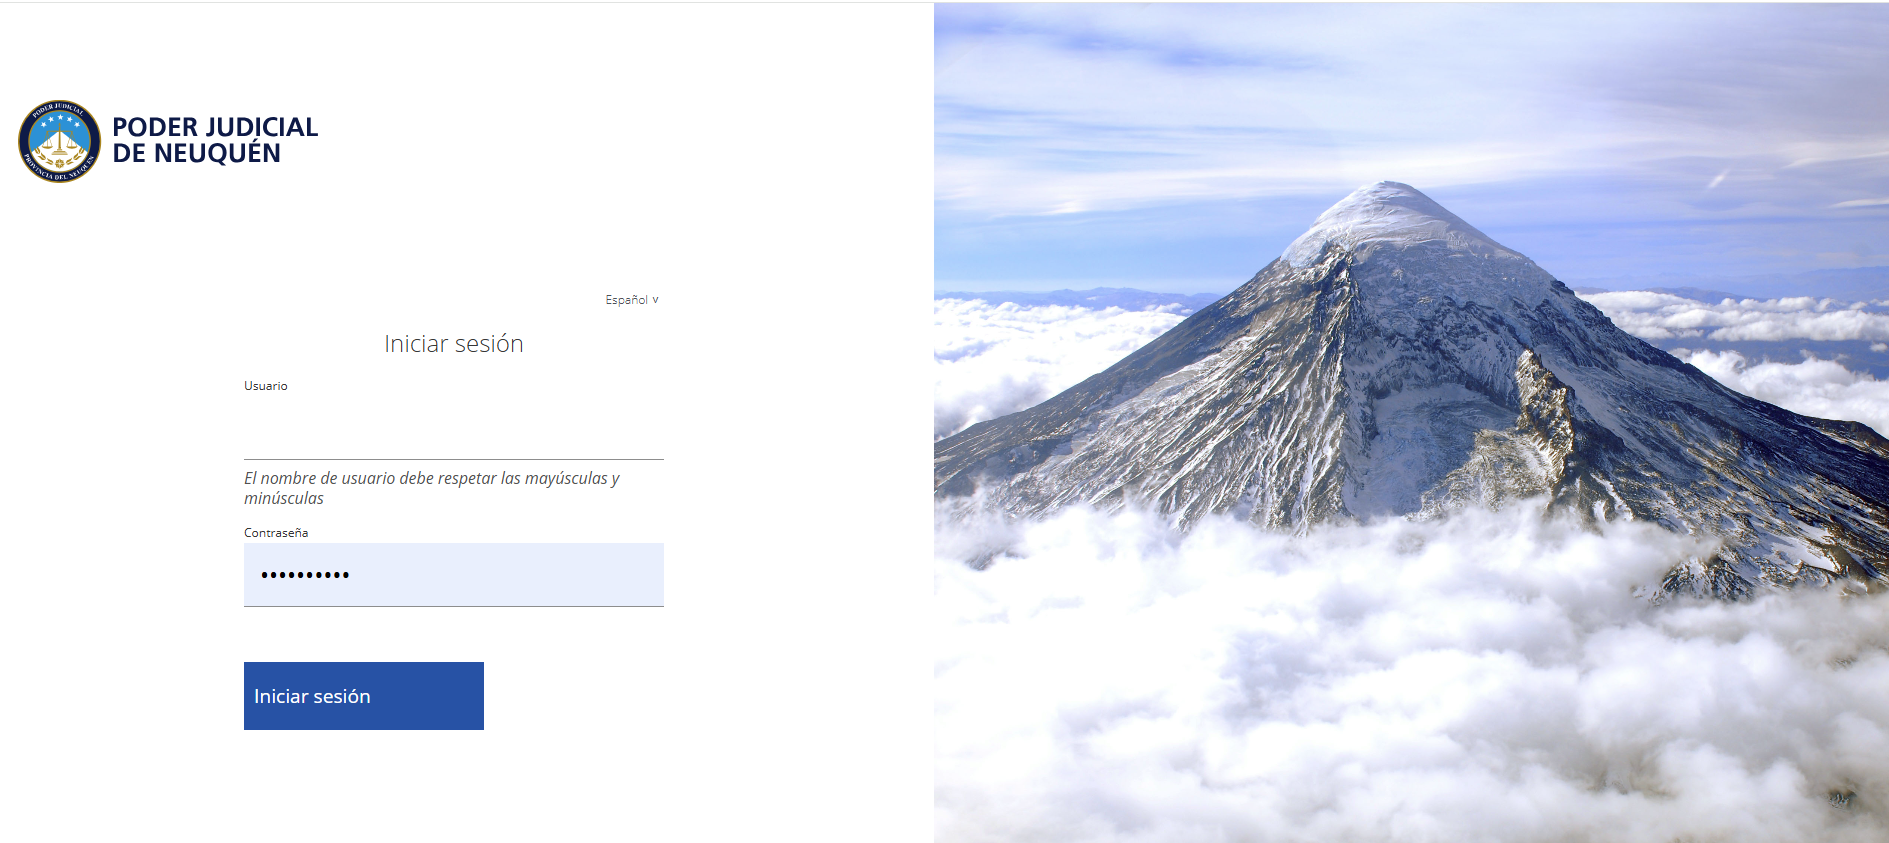 PODER JUDICIAL
PROVINCIA DEL NEUQUÉN
PODER JUDICIAL
DE NEUQUÉN
Español v
Iniciar sesión
Usuario
El nombre de usuario debe respetar las mayúsculas y
minúsculas
Contraseña
••••••••••
Iniciar sesión